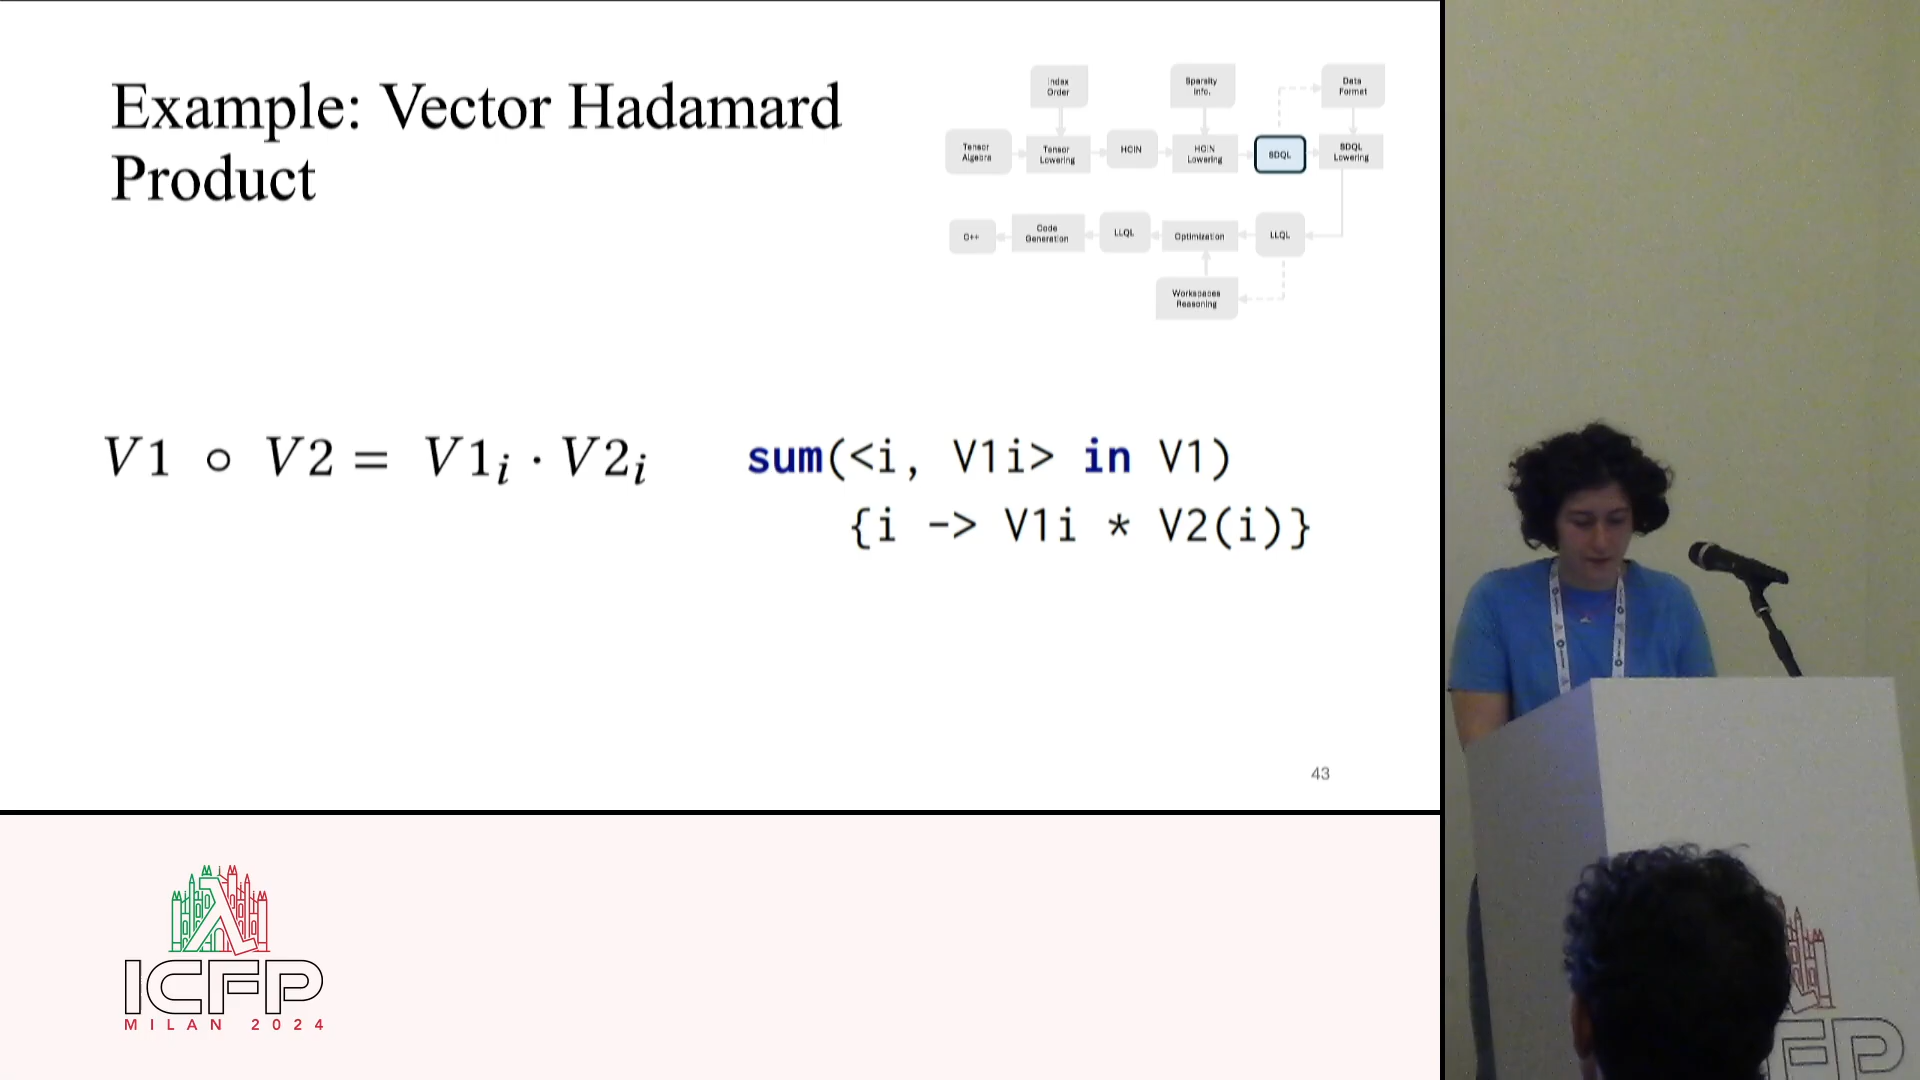 Example: Vector Hadamard
Product
Index
Order
Sparsity
Info.
Data
Format
Tensor
Algebra
Tensor
Lowering
HCIN
HCIN
Lowering
SDQL
SDQL
Lowering
C++
Code
Generation
LLQL
Optimization
LLQL
Workspaces
Reasoning
V1 ∘ V2 = V1ᵢ · V2ᵢ
sum(<i, V1i> in V1)
{i -> V1i * V2(i)}
43
ICFP
MILAN 2024
FP